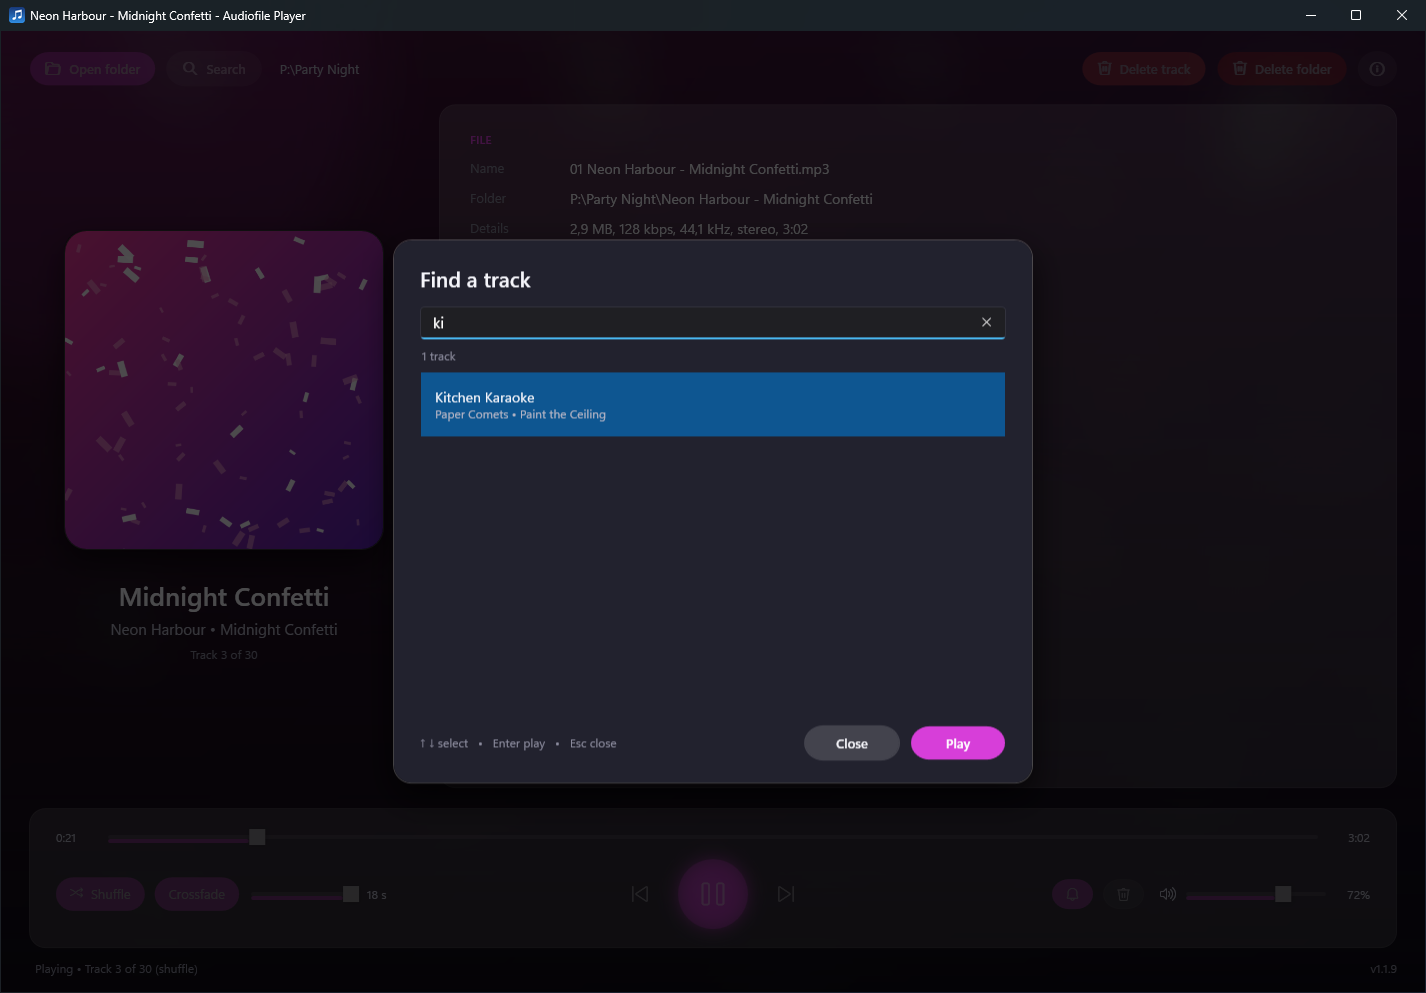 Neon Harbour - Midnight Confetti - Audiofile Player
Open folder
Search
P:\Party Night
Delete track
Delete folder
FILE
Name
01 Neon Harbour - Midnight Confetti.mp3
Folder
P:\Party Night\Neon Harbour - Midnight Confetti
Details
2,9 MB, 128 kbps, 44,1 kHz, stereo, 3:02
Find a track
ki
1 track
Kitchen Karaoke
Paper Comets • Paint the Ceiling
↑↓ select • Enter play • Esc close
Close
Play
Midnight Confetti
Neon Harbour • Midnight Confetti
Track 3 of 30
0:21
3:02
Shuffle
Crossfade
18 s
72%
Playing • Track 3 of 30 (shuffle)
v1.1.9